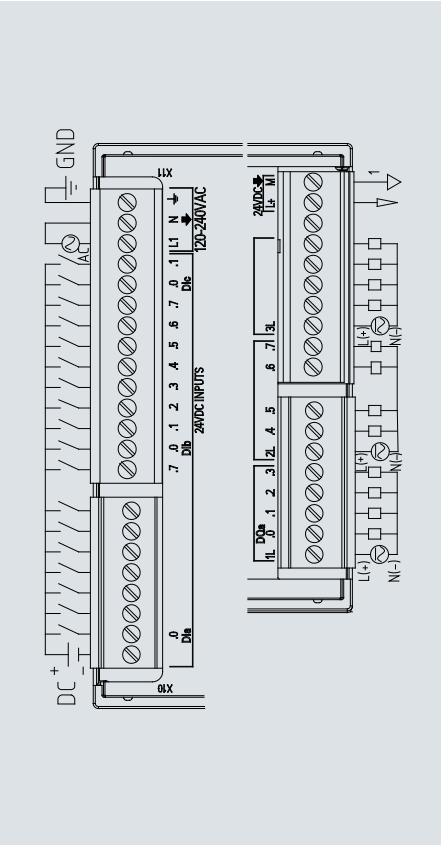 GND
X11
⏚
N
L1
120-240VAC
AC
.1
.0
DIc
.7
.6
.5
.4
.3
.2
.1
.0
DIb
.7
24VDC INPUTS
.0
DIa
X10
DC
+
-
24VDC
M
L+
1
3L
.7
.6
L(+)
N(-)
.5
.4
2L
L(+)
N(-)
.3
.2
.1
.0
DQa
1L
L(+)
N(-)